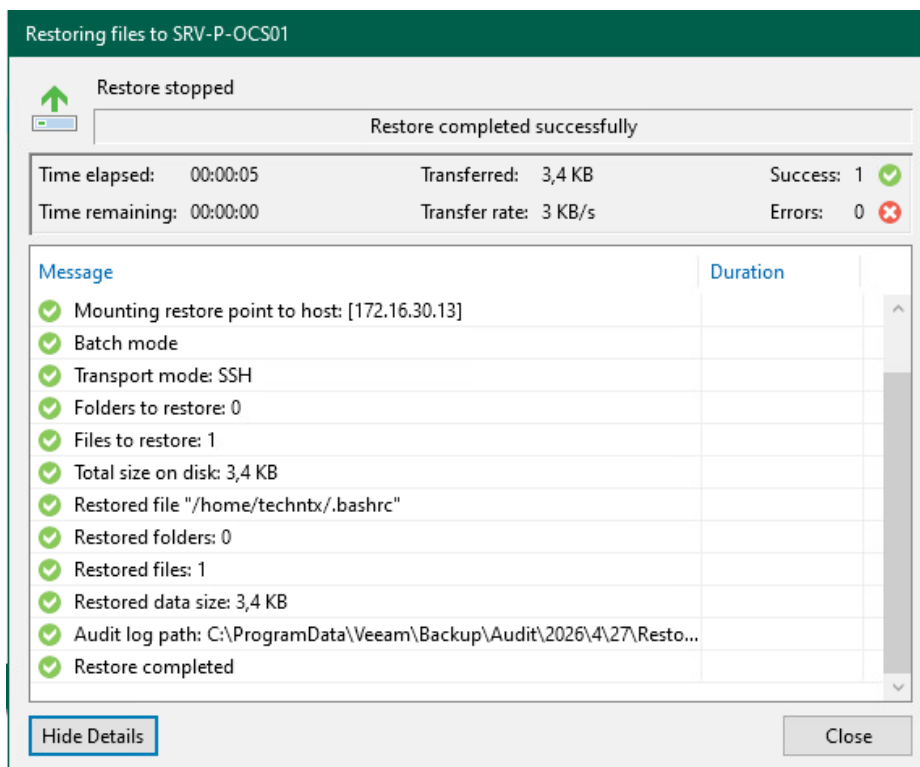 Restoring files to SRV-P-OCS01
Restore stopped
Restore completed successfully
Time elapsed: 00:00:05 Transferred: 3,4 KB Success: 1
Time remaining: 00:00:00 Transfer rate: 3 KB/s Errors: 0
Message Duration
Mounting restore point to host: [172.16.30.13]
Batch mode
Transport mode: SSH
Folders to restore: 0
Files to restore: 1
Total size on disk: 3,4 KB
Restored file "/home/techntx/.bashrc"
Restored folders: 0
Restored files: 1
Restored data size: 3,4 KB
Audit log path: C:\ProgramData\Veeam\Backup\Audit\2026\4\27\Resto...
Restore completed
Hide Details Close